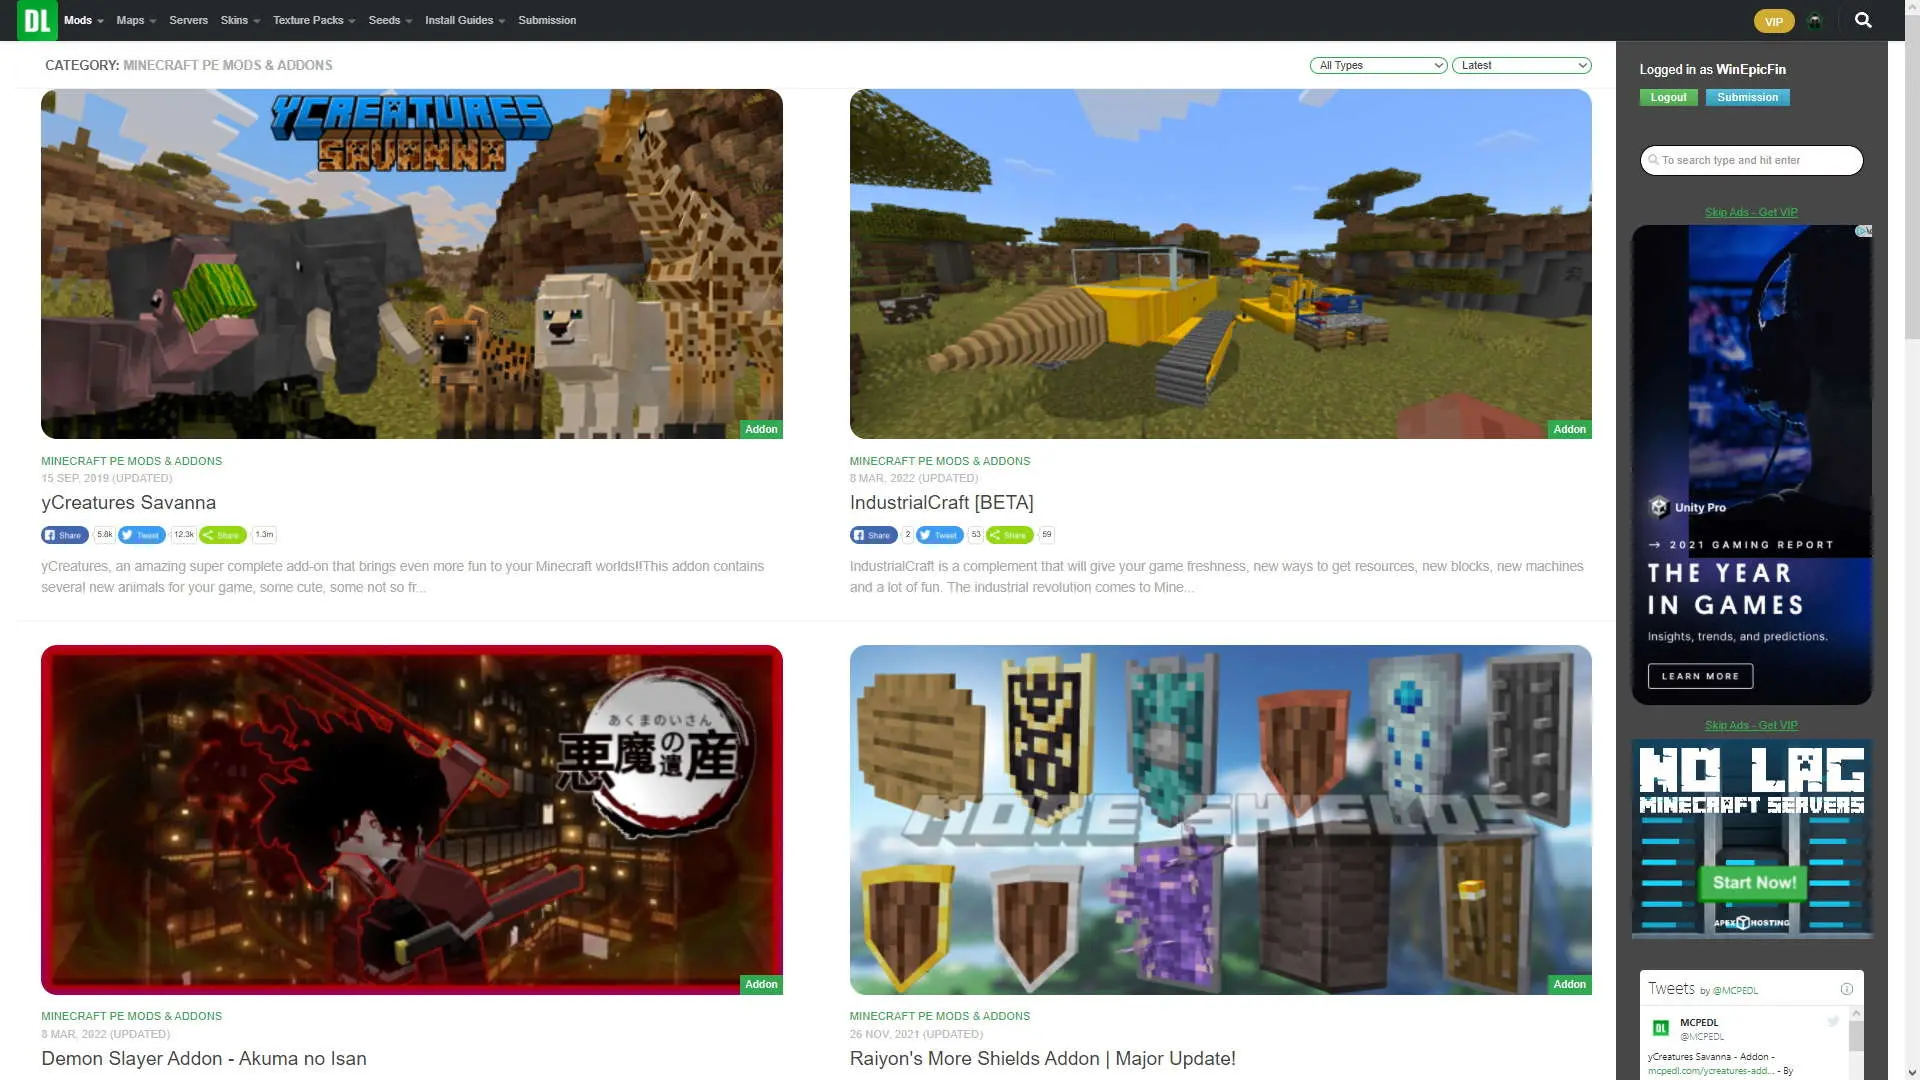 DL Mods Maps Servers Skins Texture Packs Seeds Install Guides Submission VIP
CATEGORY: MINECRAFT PE MODS & ADDONS All Types Latest
YCREATURES
SAVANNA
Addon
MINECRAFT PE MODS & ADDONS
15 SEP, 2019 (UPDATED)
yCreatures Savanna
Share 5.8k Tweet 12.3k Share 1.3m
yCreatures, an amazing super complete add-on that brings even more fun to your Minecraft worlds!!This addon contains
several new animals for your game, some cute, some not so fr...
Addon
MINECRAFT PE MODS & ADDONS
8 MAR, 2022 (UPDATED)
IndustrialCraft [BETA]
Share 2 Tweet 53 Share 59
IndustrialCraft is a complement that will give your game freshness, new ways to get resources, new blocks, new machines
and a lot of fun. The industrial revolution comes to Mine...
あくまのいさん
悪魔の遺産
Addon
MINECRAFT PE MODS & ADDONS
8 MAR, 2022 (UPDATED)
Demon Slayer Addon - Akuma no Isan
MORE SHIELDS
Addon
MINECRAFT PE MODS & ADDONS
26 NOV, 2021 (UPDATED)
Raiyon's More Shields Addon | Major Update!
Logged in as WinEpicFin
Logout Submission
To search type and hit enter
Skip Ads - Get VIP
Unity Pro
→ 2021 GAMING REPORT
THE YEAR
IN GAMES
Insights, trends, and predictions.
LEARN MORE
Skip Ads - Get VIP
NO LAG
MINECRAFT SERVERS
Start Now!
APEX HOSTING
Tweets by @MCPEDL
DL MCPEDL
@MCPEDL
yCreatures Savanna - Addon -
mcpedl.com/ycreatures-add... - By